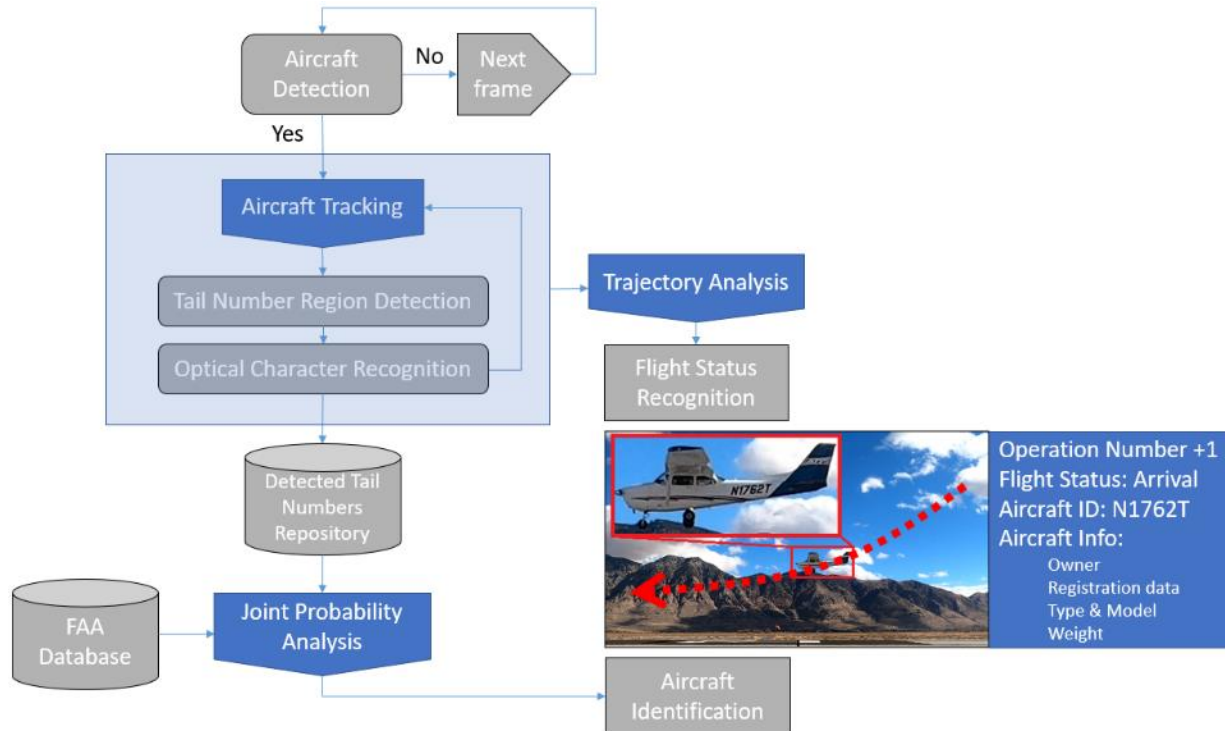 Aircraft
Detection
No
Next
frame
Yes
Aircraft Tracking
Tail Number Region Detection
Optical Character Recognition
Trajectory Analysis
Flight Status
Recognition
Detected Tail
Numbers
Repository
N1762T
Operation Number +1
Flight Status: Arrival
Aircraft ID: N1762T
Aircraft Info:
Owner
Registration data
Type & Model
Weight
FAA
Database
Joint Probability
Analysis
Aircraft
Identification